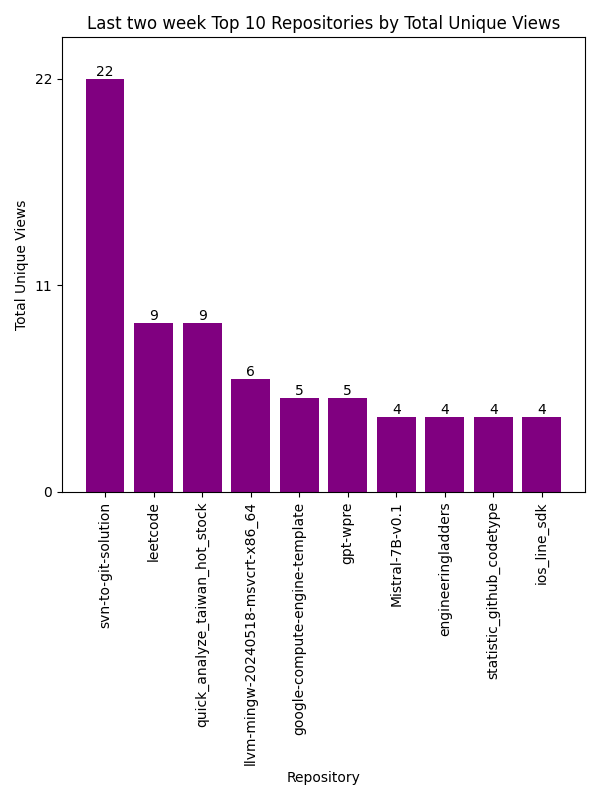 Last two week Top 10 Repositories by Total Unique Views
Total Unique Views
22
11
0
22
9
9
6
5
5
4
4
4
4
svn-to-git-solution
leetcode
quick_analyze_taiwan_hot_stock
llvm-mingw-20240518-msvcrt-x86_64
google-compute-engine-template
gpt-wpre
Mistral-7B-v0.1
engineeringladders
statistic_github_codetype
ios_line_sdk
Repository